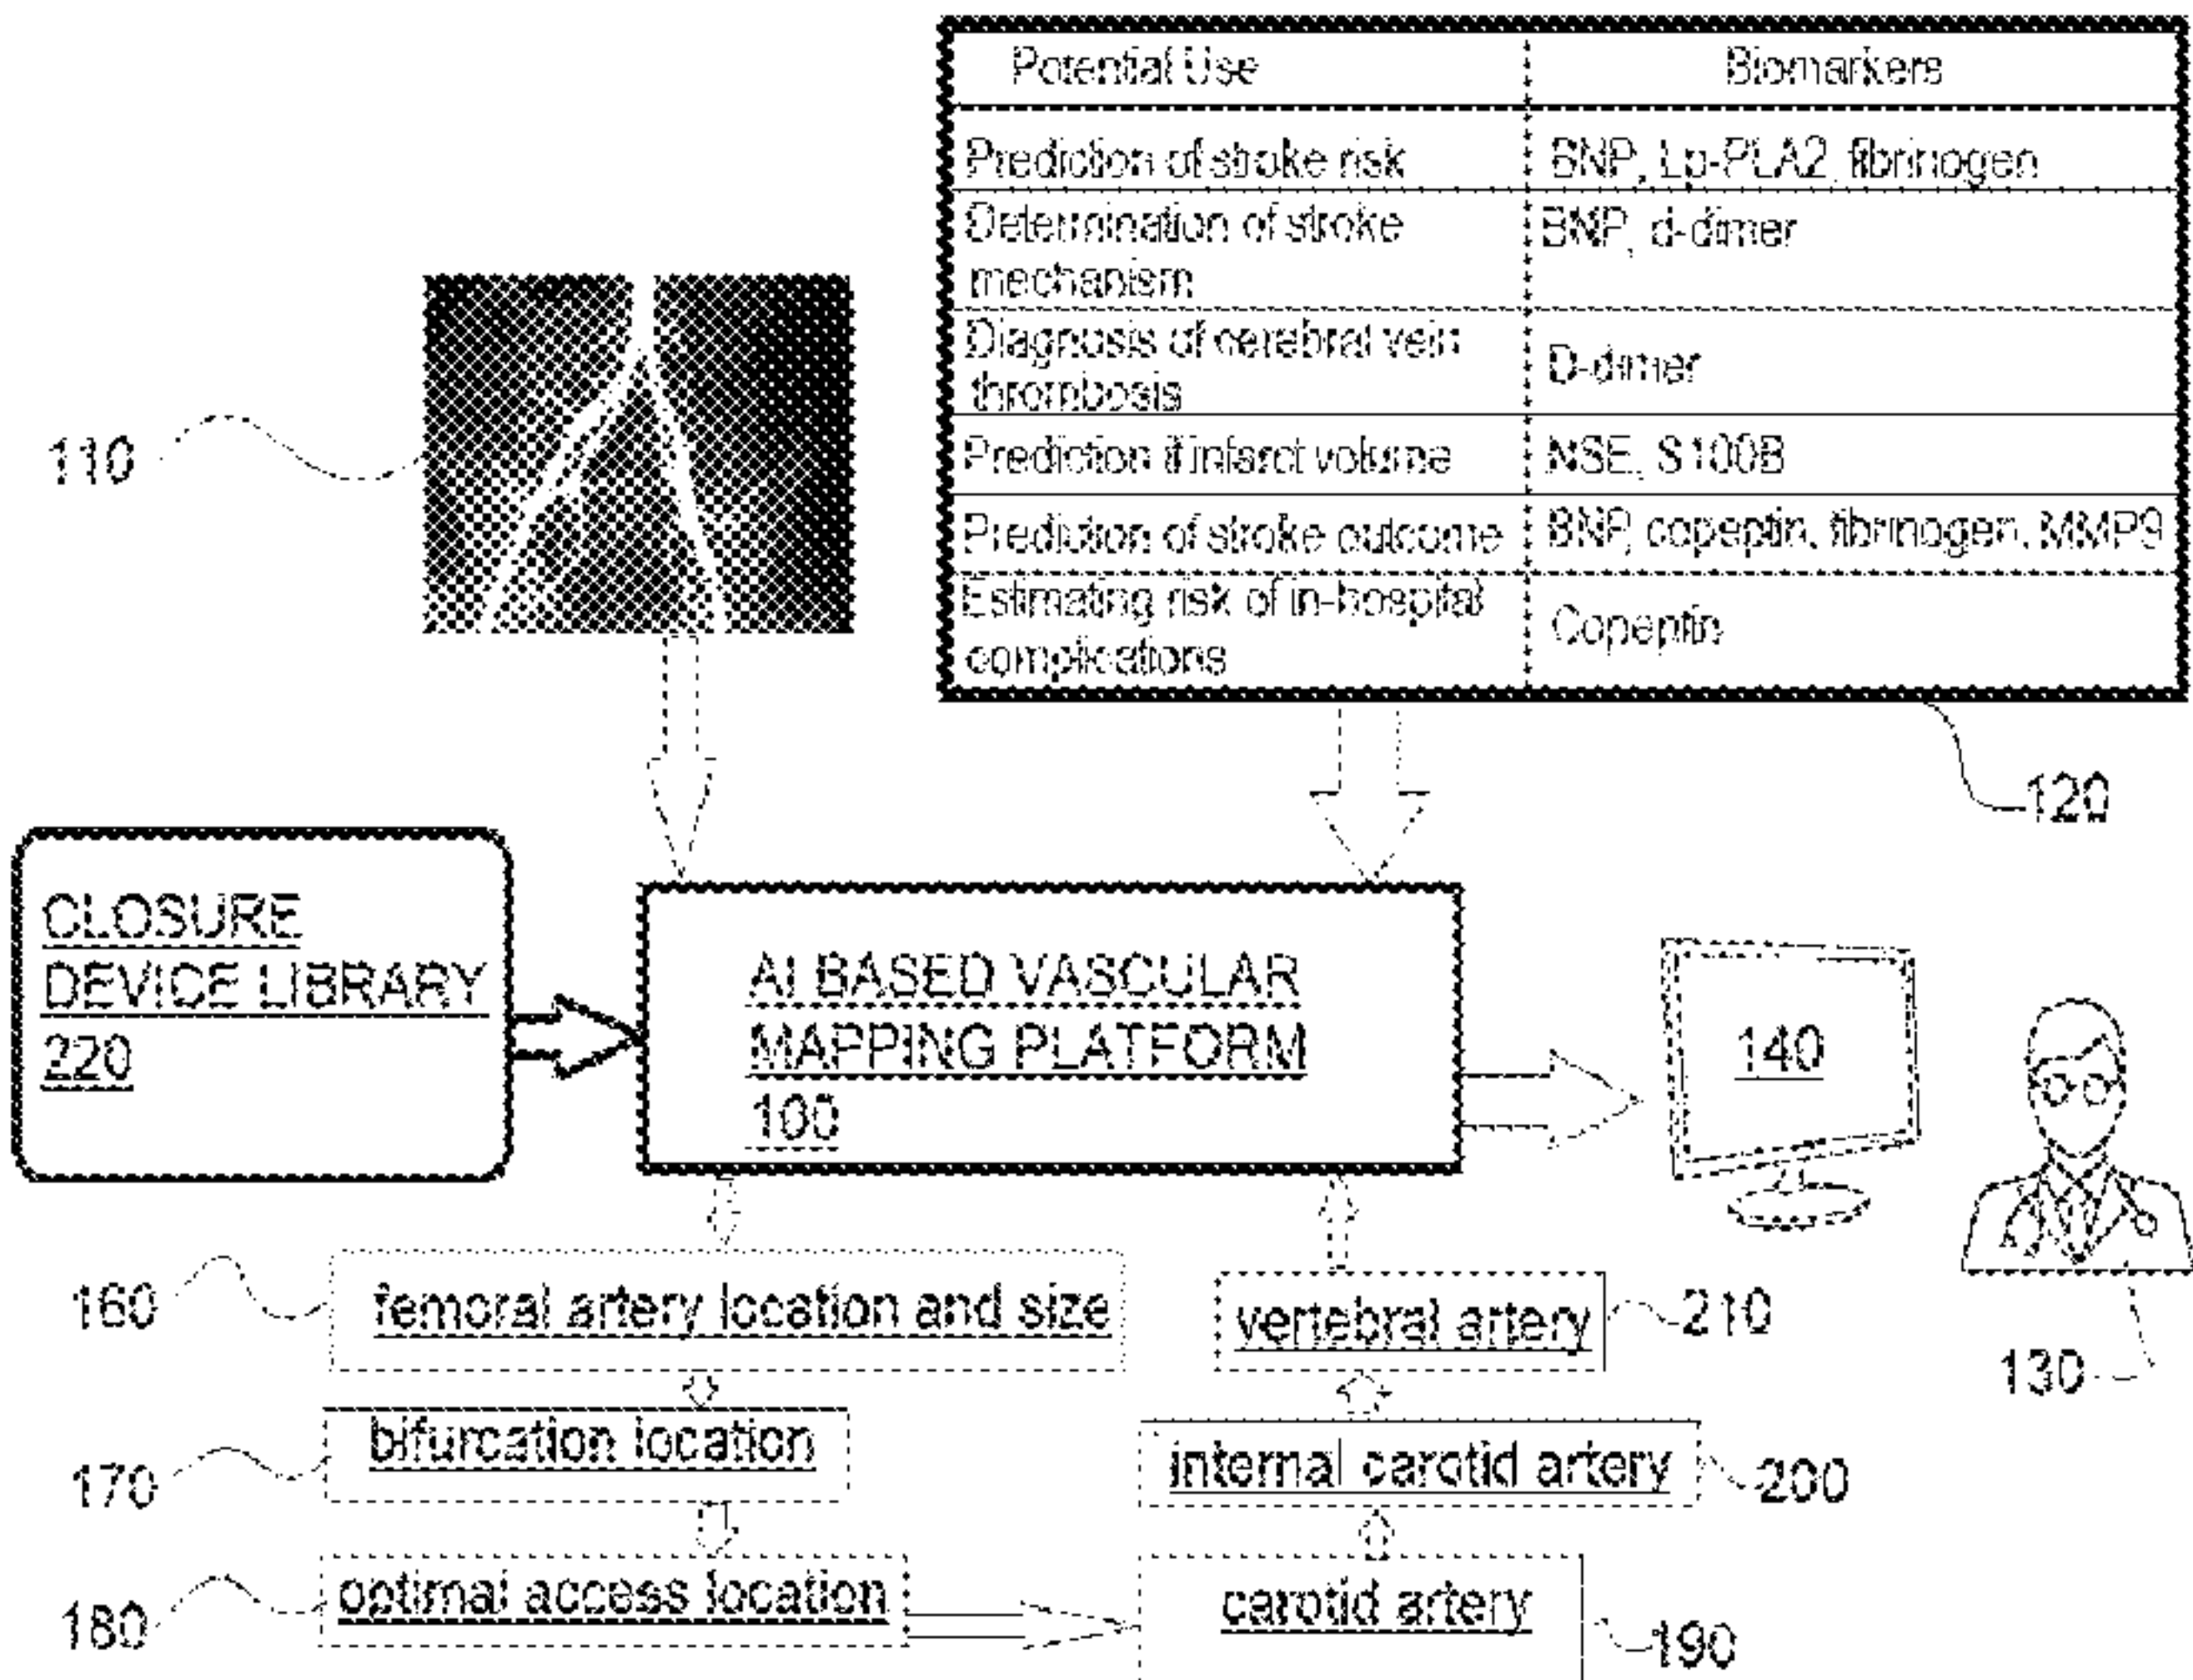 Potential Use Biomarkers
Prediction of stroke risk BNP, Lp-PLA2, fibrinogen
Determination of stroke BNP, d-dimer
mechanism
Diagnosis of cerebral vein
thrombosis
D-dimer
Prediction if infarct volume NSE, S100B
Prediction of stroke outcome BNP, copeptin, fibrinogen, MMP9
Estimating risk of in-hospital
complications
Copeptin
110
120
CLOSURE
DEVICE LIBRARY
220
AI BASED VASCULAR
MAPPING PLATFORM
100
140
130
160
femoral artery location and size
vertebral artery
210
170
bifurcation location
internal carotid artery
200
180
optimal access location
carotid artery
190